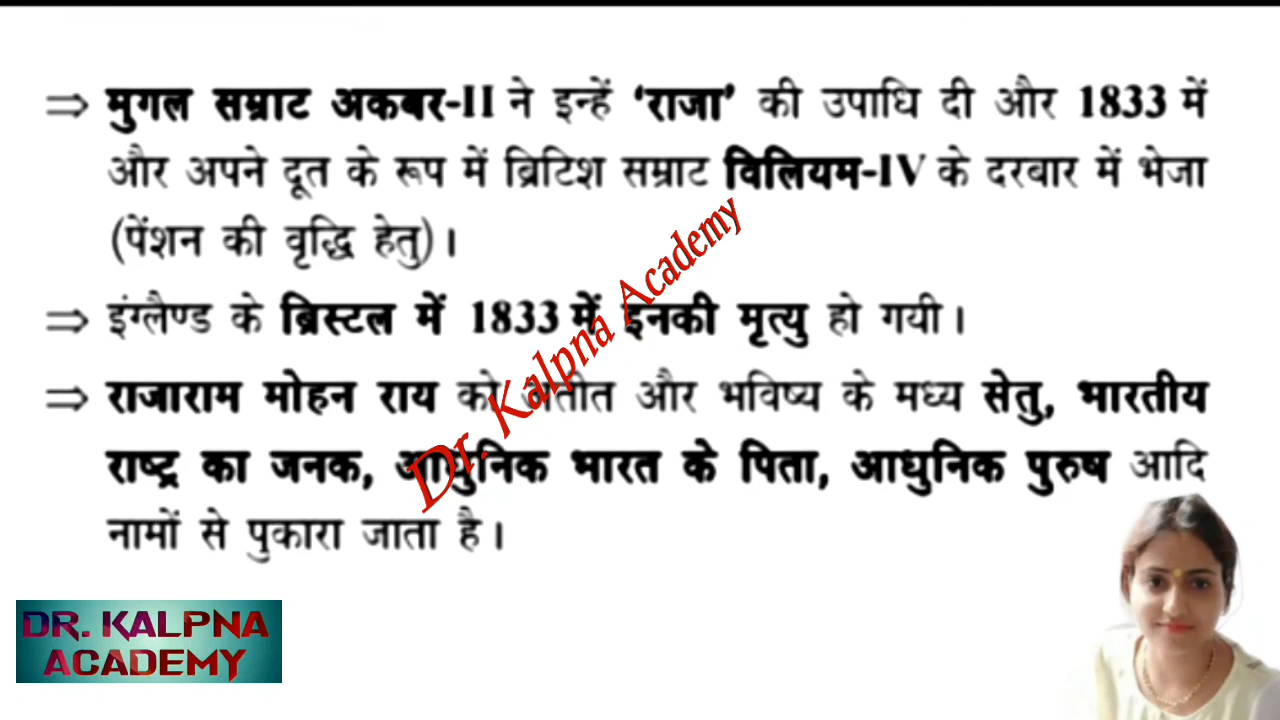 ⇒ मुगल सम्राट अकबर-II ने इन्हें ‘राजा’ की उपाधि दी और 1833 में
और अपने दूत के रूप में ब्रिटिश सम्राट विलियम-IV के दरबार में भेजा
(पेंशन की वृद्धि हेतु)।
⇒ इंग्लैण्ड के ब्रिस्टल में 1833 में इनकी मृत्यु हो गयी।
⇒ राजाराम मोहन राय को अतीत और भविष्य के मध्य सेतु, भारतीय
राष्ट्र का जनक, आधुनिक भारत के पिता, आधुनिक पुरुष आदि
नामों से पुकारा जाता है।
Dr. Kalpna Academy
DR. KALPNA
ACADEMY